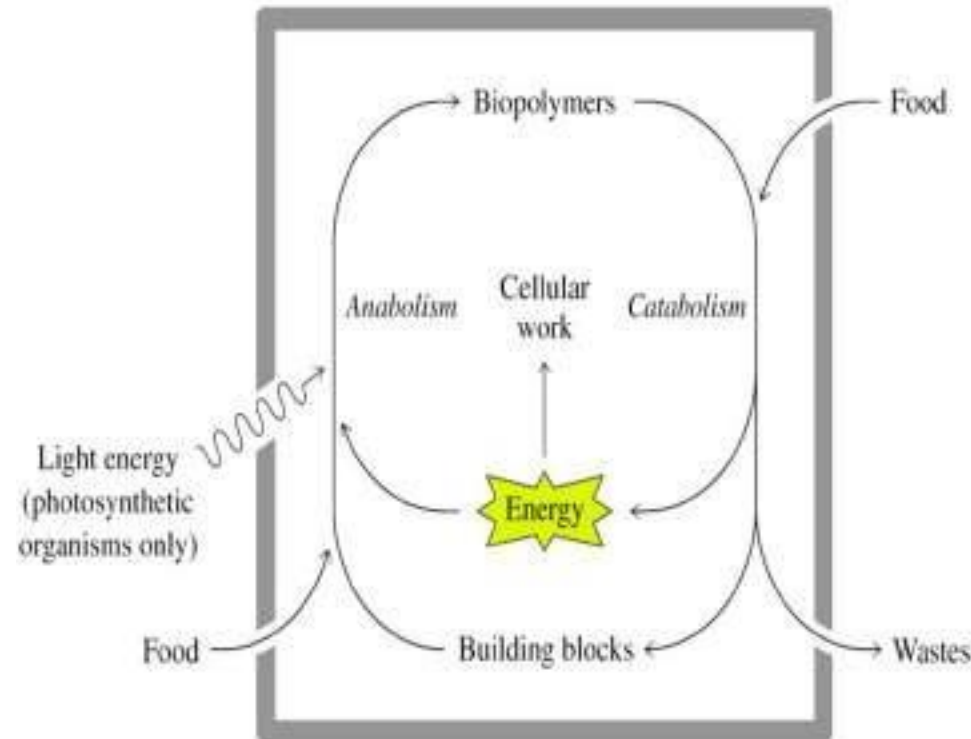 Biopolymers
Food
Anabolism
Cellular
work
Catabolism
Light energy
(photosynthetic
organisms only)
Energy
Food
Building blocks
Wastes